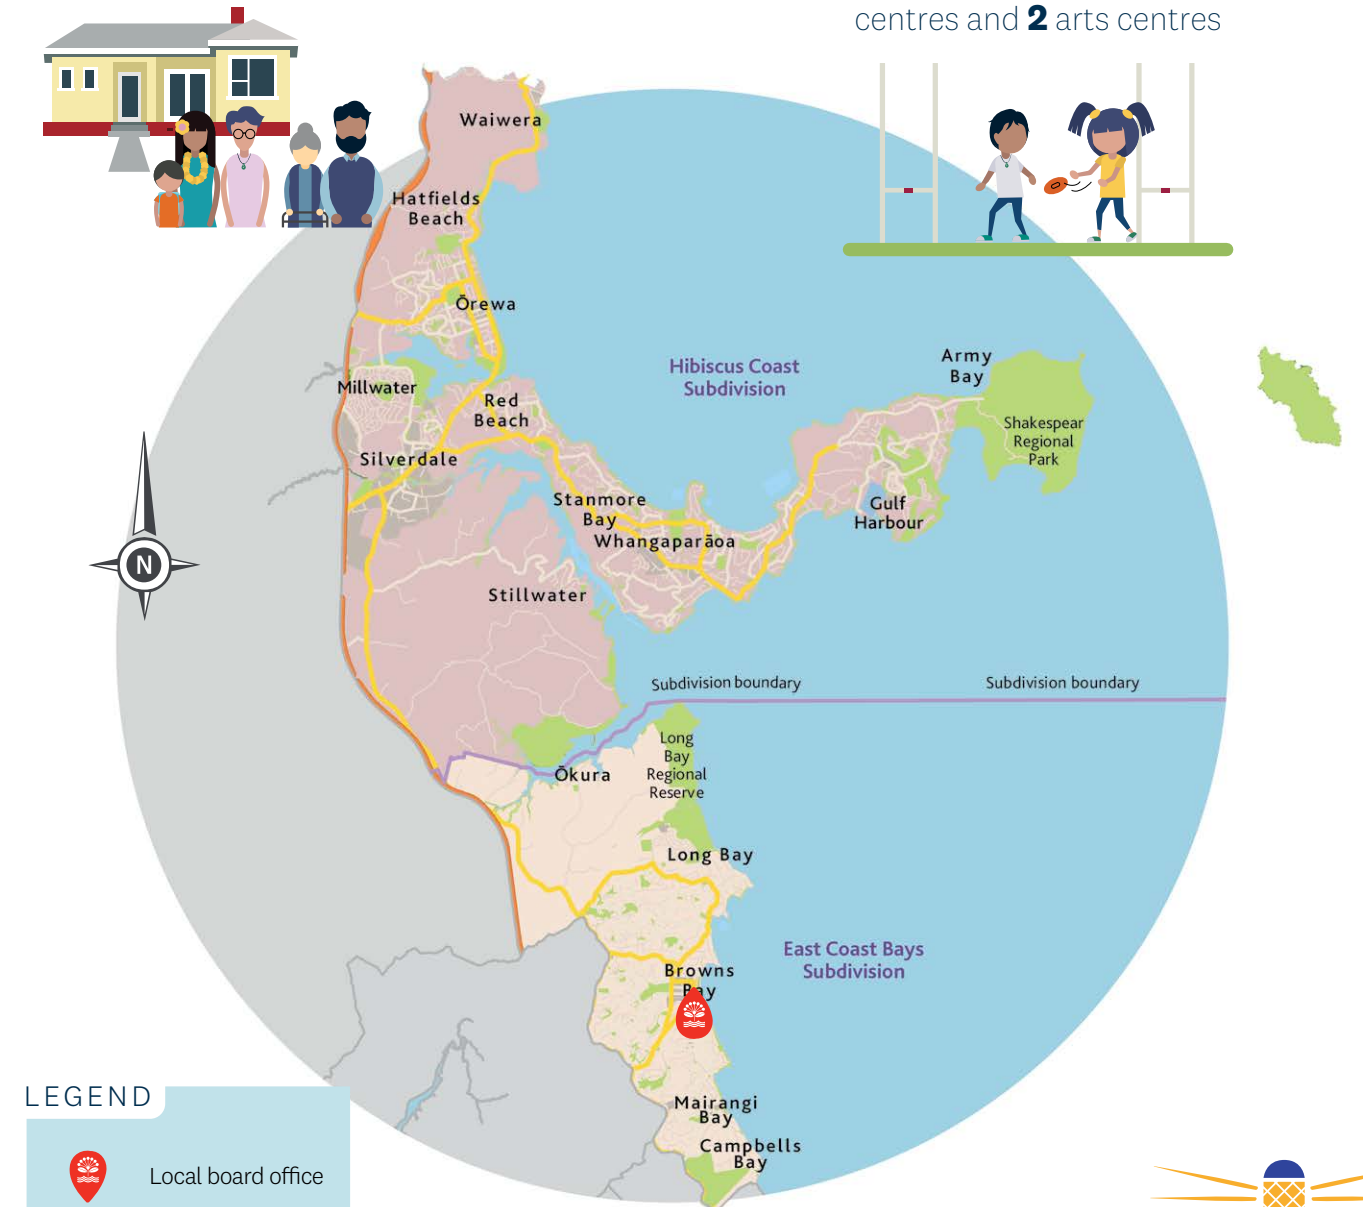 centres and 2 arts centres
Waiwera
Hatfields
Beach
Ōrewa
Hibiscus Coast
Subdivision
Army
Bay
Millwater
Red
Beach
Shakespear
Regional
Park
Silverdale
Stanmore
Bay
Gulf
Harbour
Whangaparāoa
N
Stillwater
Subdivision boundary
Subdivision boundary
Long
Bay
Regional
Reserve
Ōkura
Long Bay
East Coast Bays
Subdivision
Browns
Bay
LEGEND
Mairangi
Bay
Campbells
Bay
Local board office